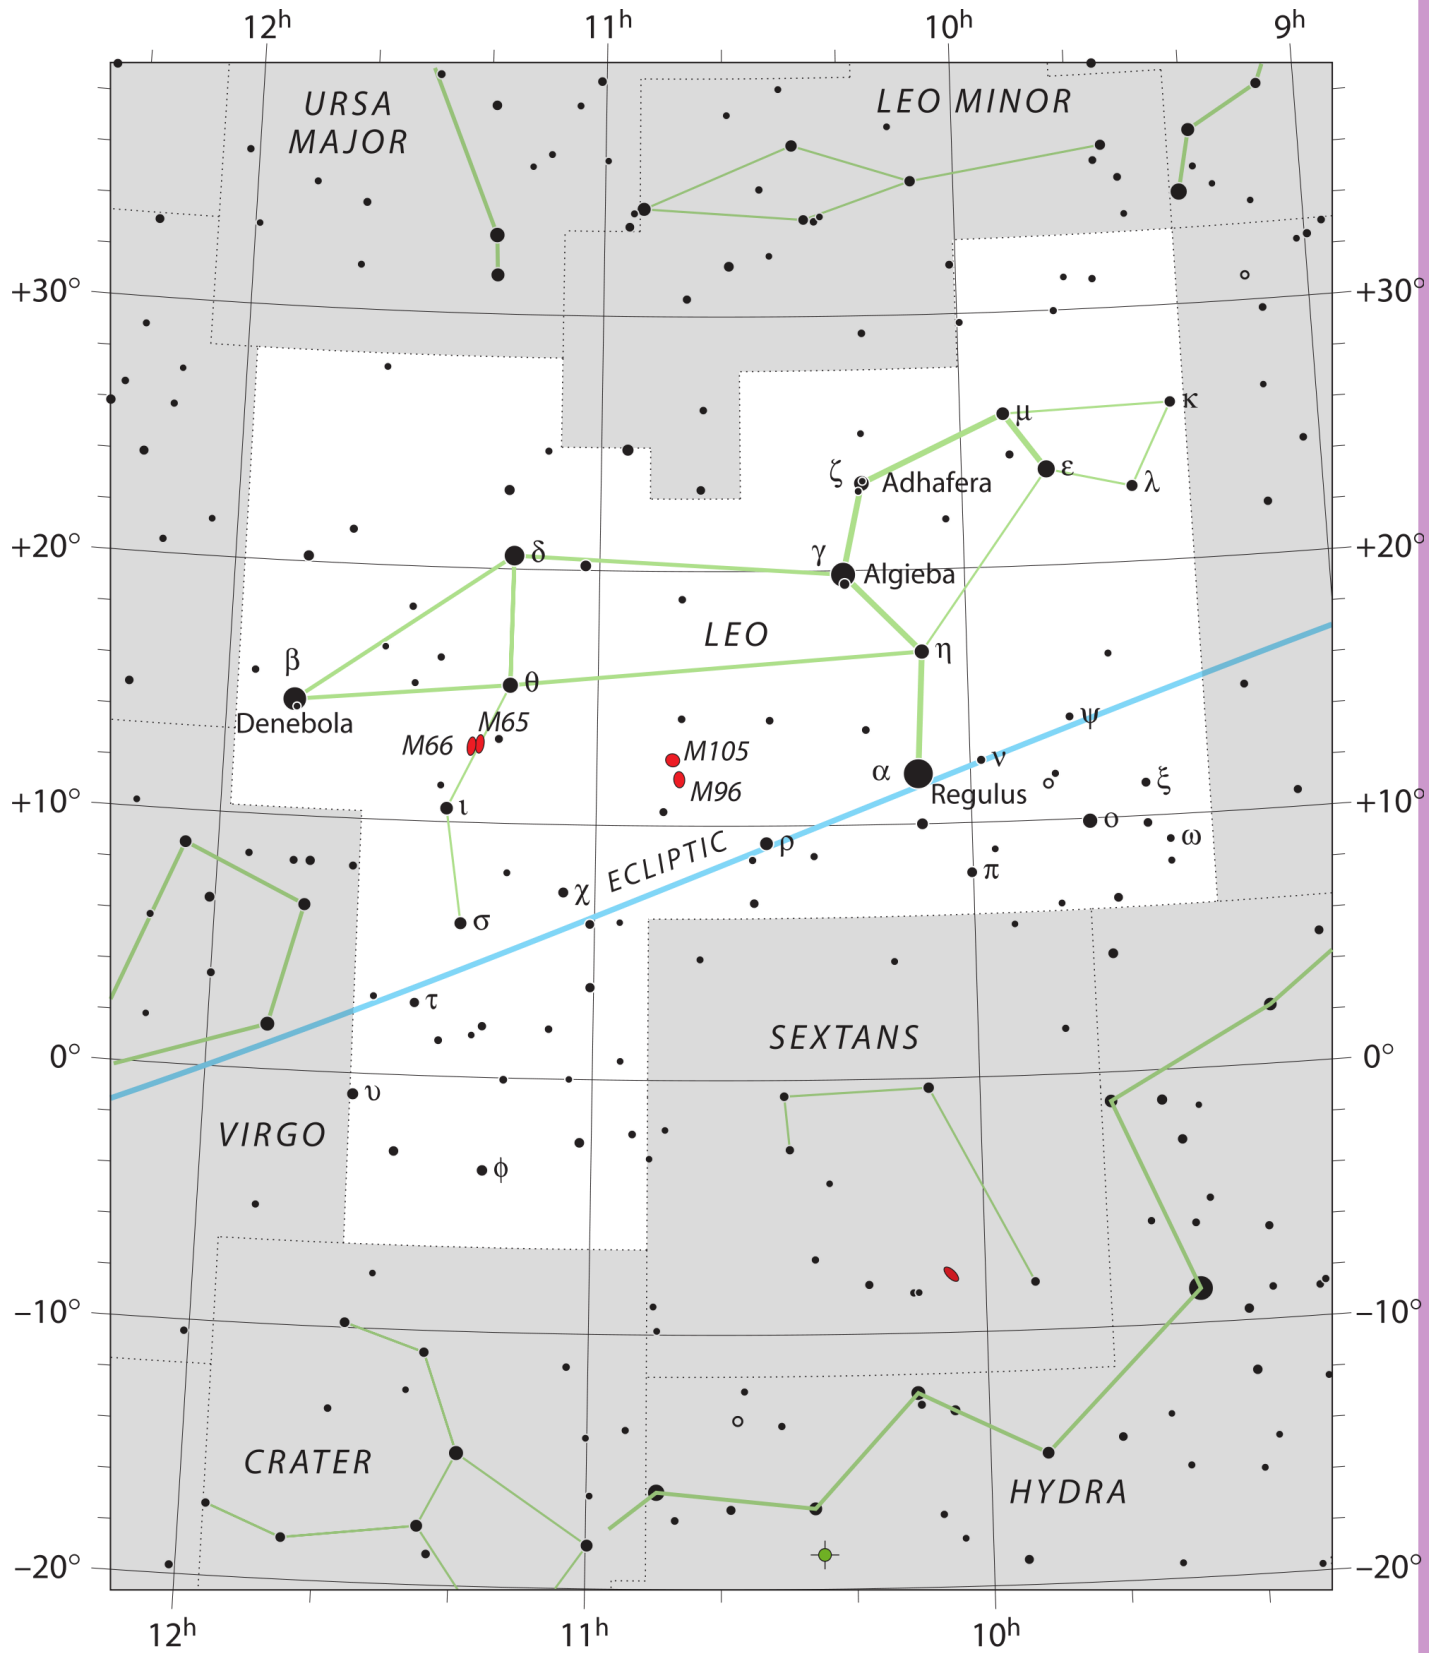 12h 11h 10h 9h
URSA
MAJOR
LEO MINOR
+30° +30°
μ κ
ζ Adhafera ε λ
+20° δ γ Algieba +20°
LEO
β θ η
Denebola
M66 M65
ψ
M105
M96
α ν
Regulus
ξ
+10° ι +10°
ο
ω
ECLIPTIC
ρ
π
χ
σ
τ
SEXTANS
0° 0°
υ
VIRGO
ϕ
–10° –10°
CRATER
HYDRA
–20° –20°
12h 11h 10h